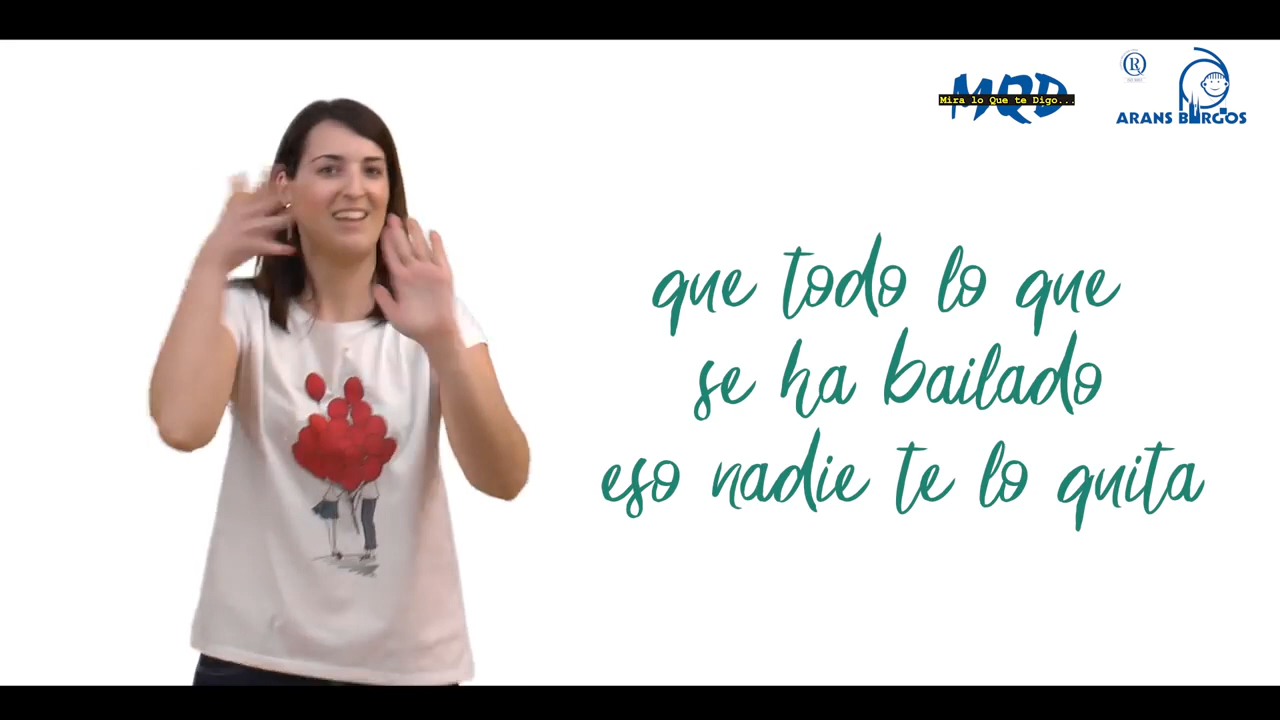 MQD
Mira lo Que te Digo...
ARANS BURGOS
que todo lo que
se ha bailado
eso nadie te lo quita